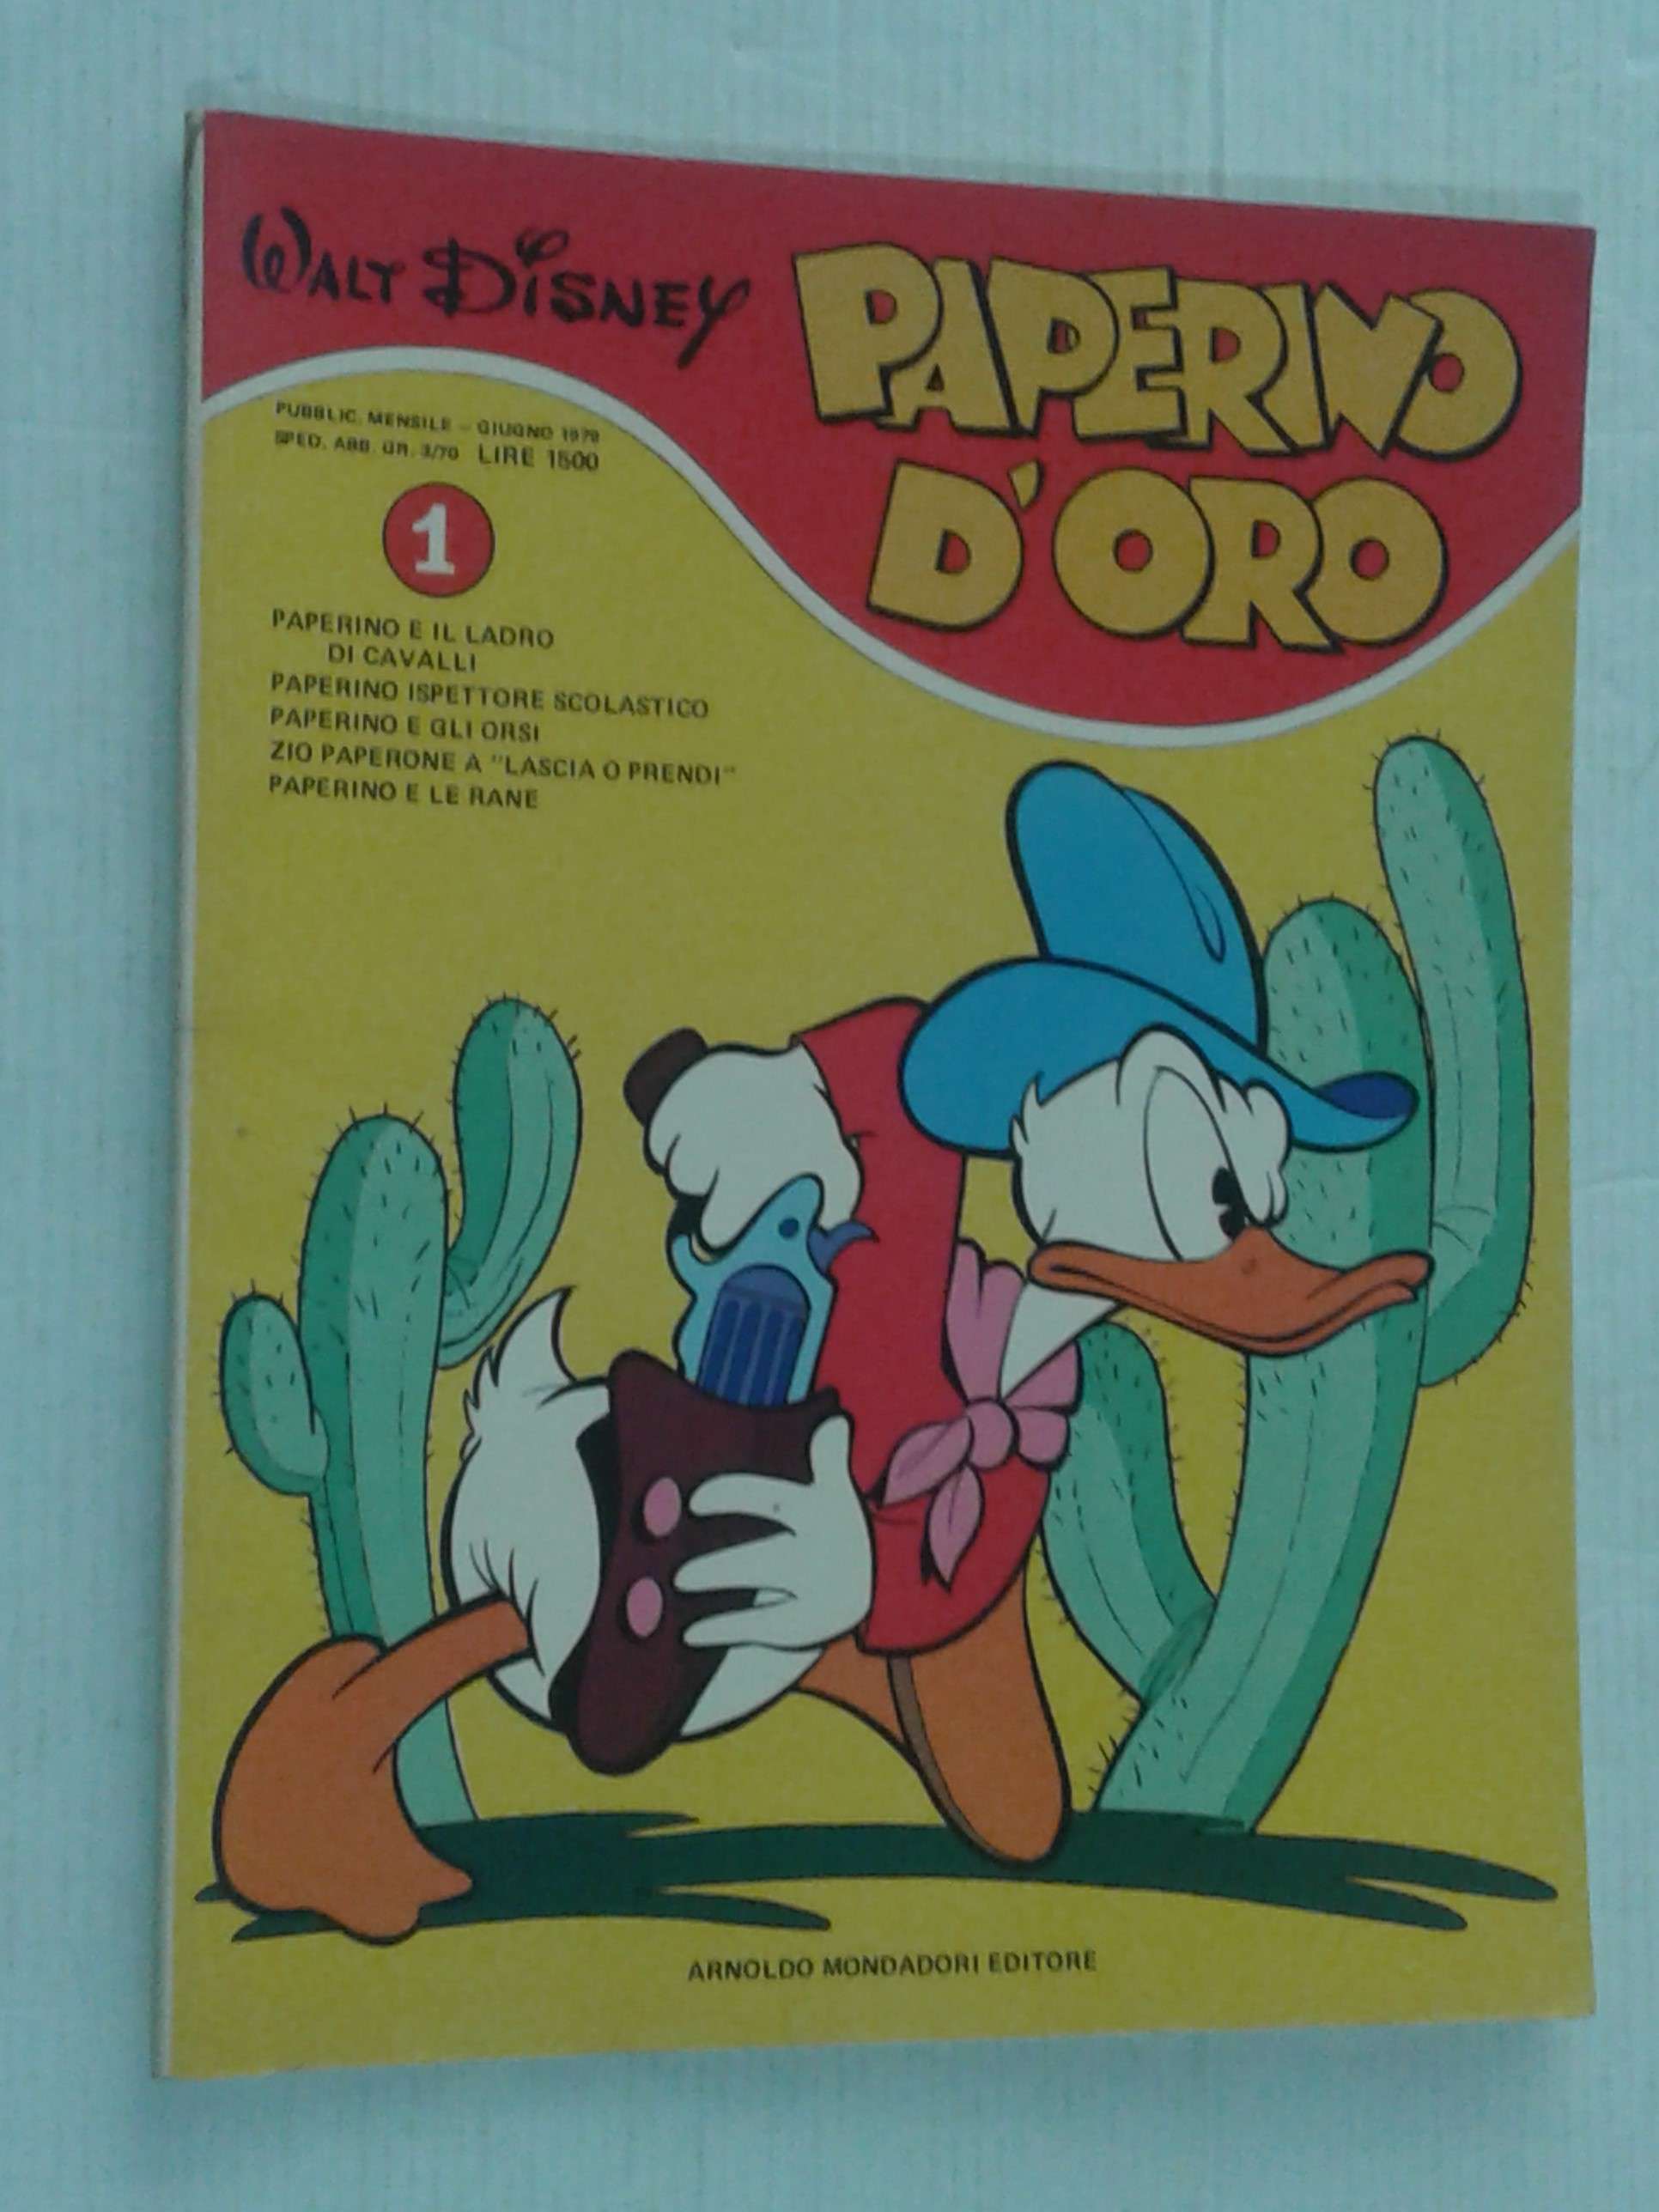 WALT DISNEY
PAPERINO
D'ORO
PUBBLIC. MENSILE - GIUGNO 1979
SPED. ABB. GR. 3/70 LIRE 1500
1
PAPERINO E IL LADRO
DI CAVALLI
PAPERINO ISPETTORE SCOLASTICO
PAPERINO E GLI ORSI
ZIO PAPERONE A "LASCIA O PRENDI"
PAPERINO E LE RANE
ARNOLDO MONDADORI EDITORE